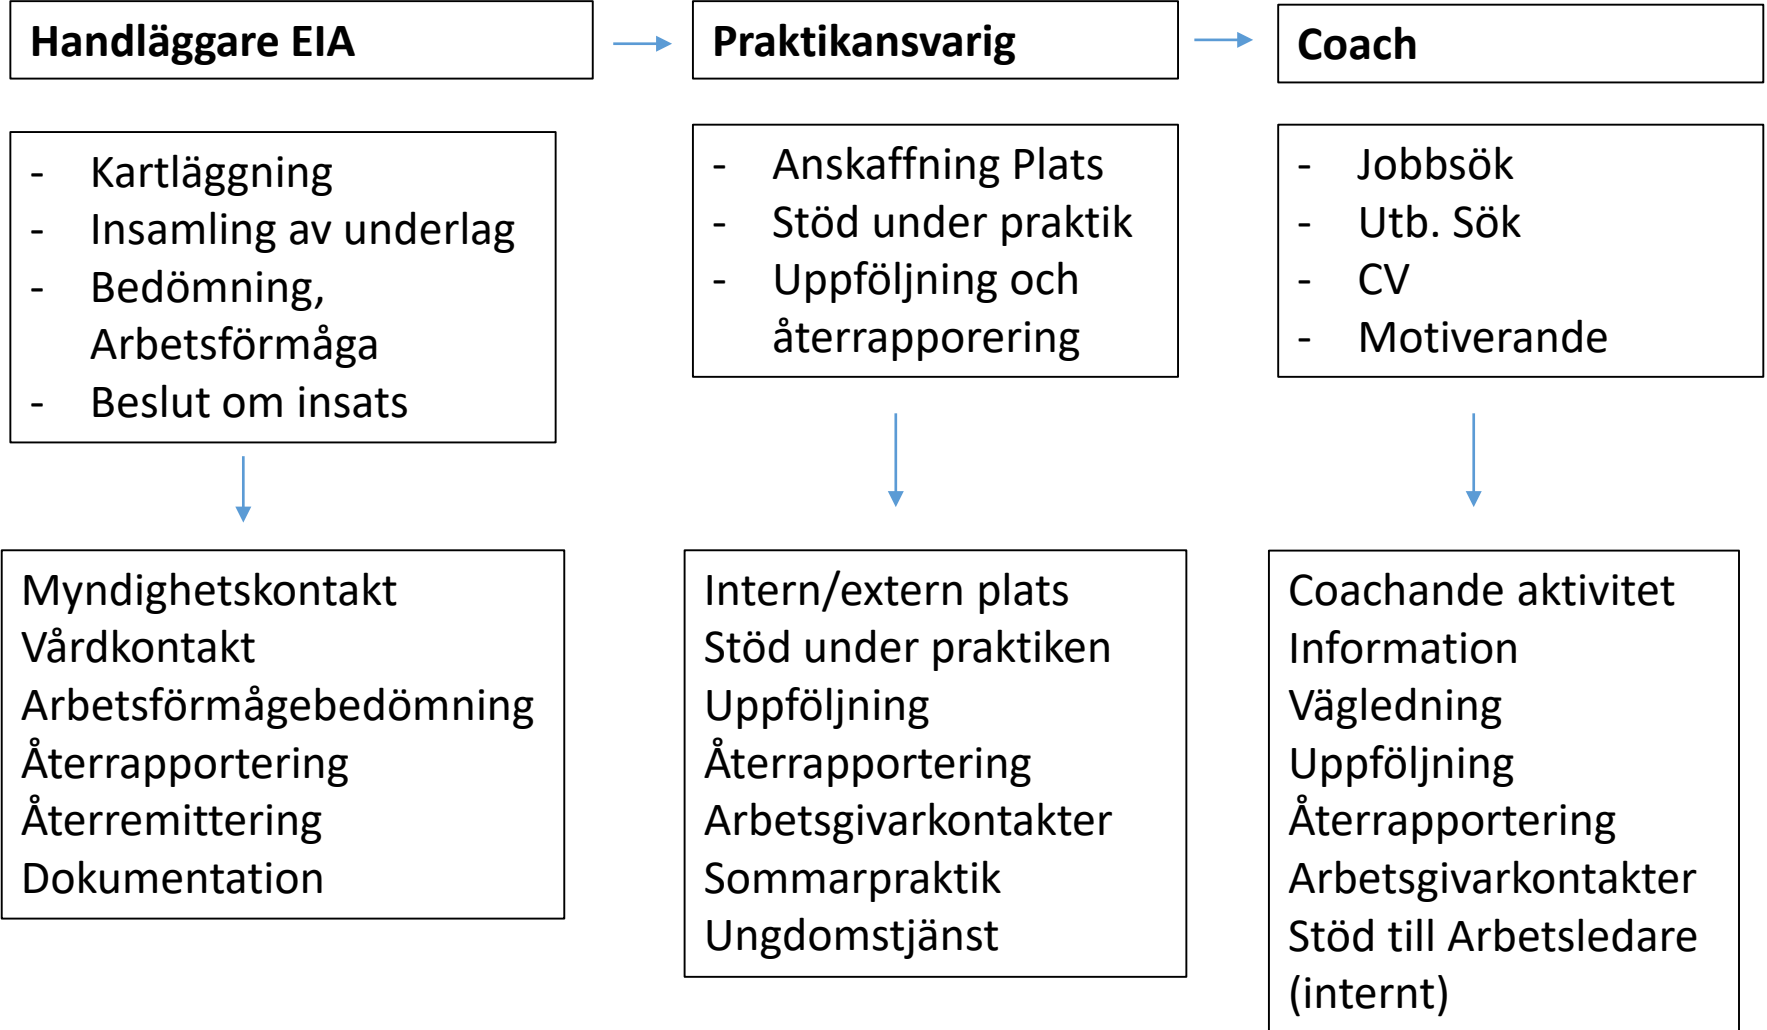 Handläggare EIA
Praktikansvarig
Coach
- Kartläggning
- Insamling av underlag
- Bedömning,
Arbetsförmåga
- Beslut om insats
- Anskaffning Plats
- Stöd under praktik
- Uppföljning och
återrapporering
- Jobbsök
- Utb. Sök
- CV
- Motiverande
Myndighetskontakt
Vårdkontakt
Arbetsförmågebedömning
Återrapportering
Återremittering
Dokumentation
Intern/extern plats
Stöd under praktiken
Uppföljning
Återrapportering
Arbetsgivarkontakter
Sommarpraktik
Ungdomstjänst
Coachande aktivitet
Information
Vägledning
Uppföljning
Återrapportering
Arbetsgivarkontakter
Stöd till Arbetsledare
(internt)